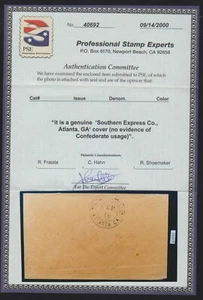 PSE
No. 40692
09/14/2000
Professional Stamp Experts
P.O. Box 6170, Newport Beach, CA 92658
Authentication Committee
We have examined the enclosed item submitted to PSE, of which
the photo is attached with seal and are of the opinion that:
Cat# Issue Denom. Color
"it is a genuine 'Southern Express Co.,
Atlanta, GA' cover (no evidence of
Confederate usage)".
C. Hahn
R. Shoemaker
For The Expert Committee